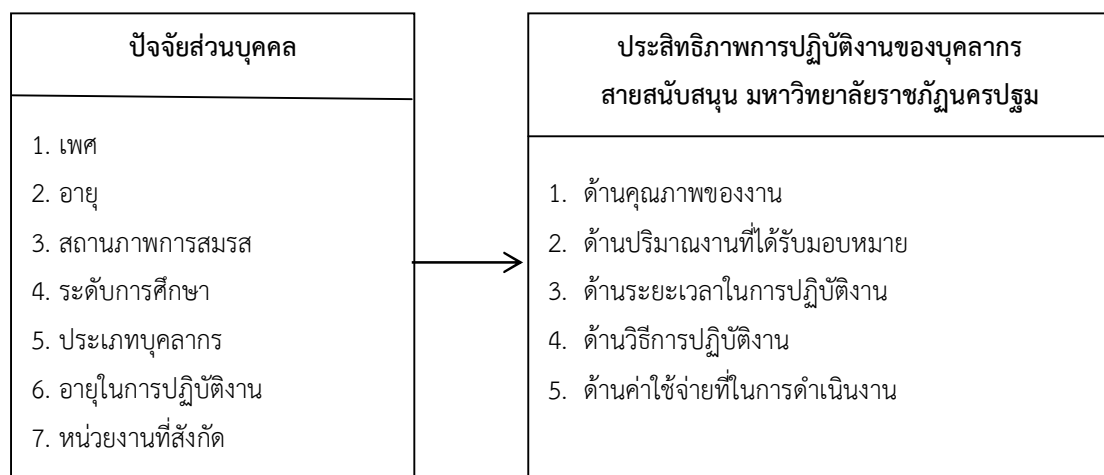 ปัจจัยส่วนบุคคล
1. เพศ
2. อายุ
3. สถานภาพการสมรส
4. ระดับการศึกษา
5. ประเภทบุคลากร
6. อายุในการปฏิบัติงาน
7. หน่วยงานที่สังกัด
ประสิทธิภาพการปฏิบัติงานของบุคลากร
สายสนับสนุน มหาวิทยาลัยราชภัฏนครปฐม
1. ด้านคุณภาพของงาน
2. ด้านปริมาณงานที่ได้รับมอบหมาย
3. ด้านระยะเวลาในการปฏิบัติงาน
4. ด้านวิธีการปฏิบัติงาน
5. ด้านค่าใช้จ่ายที่ในการดำเนินงาน